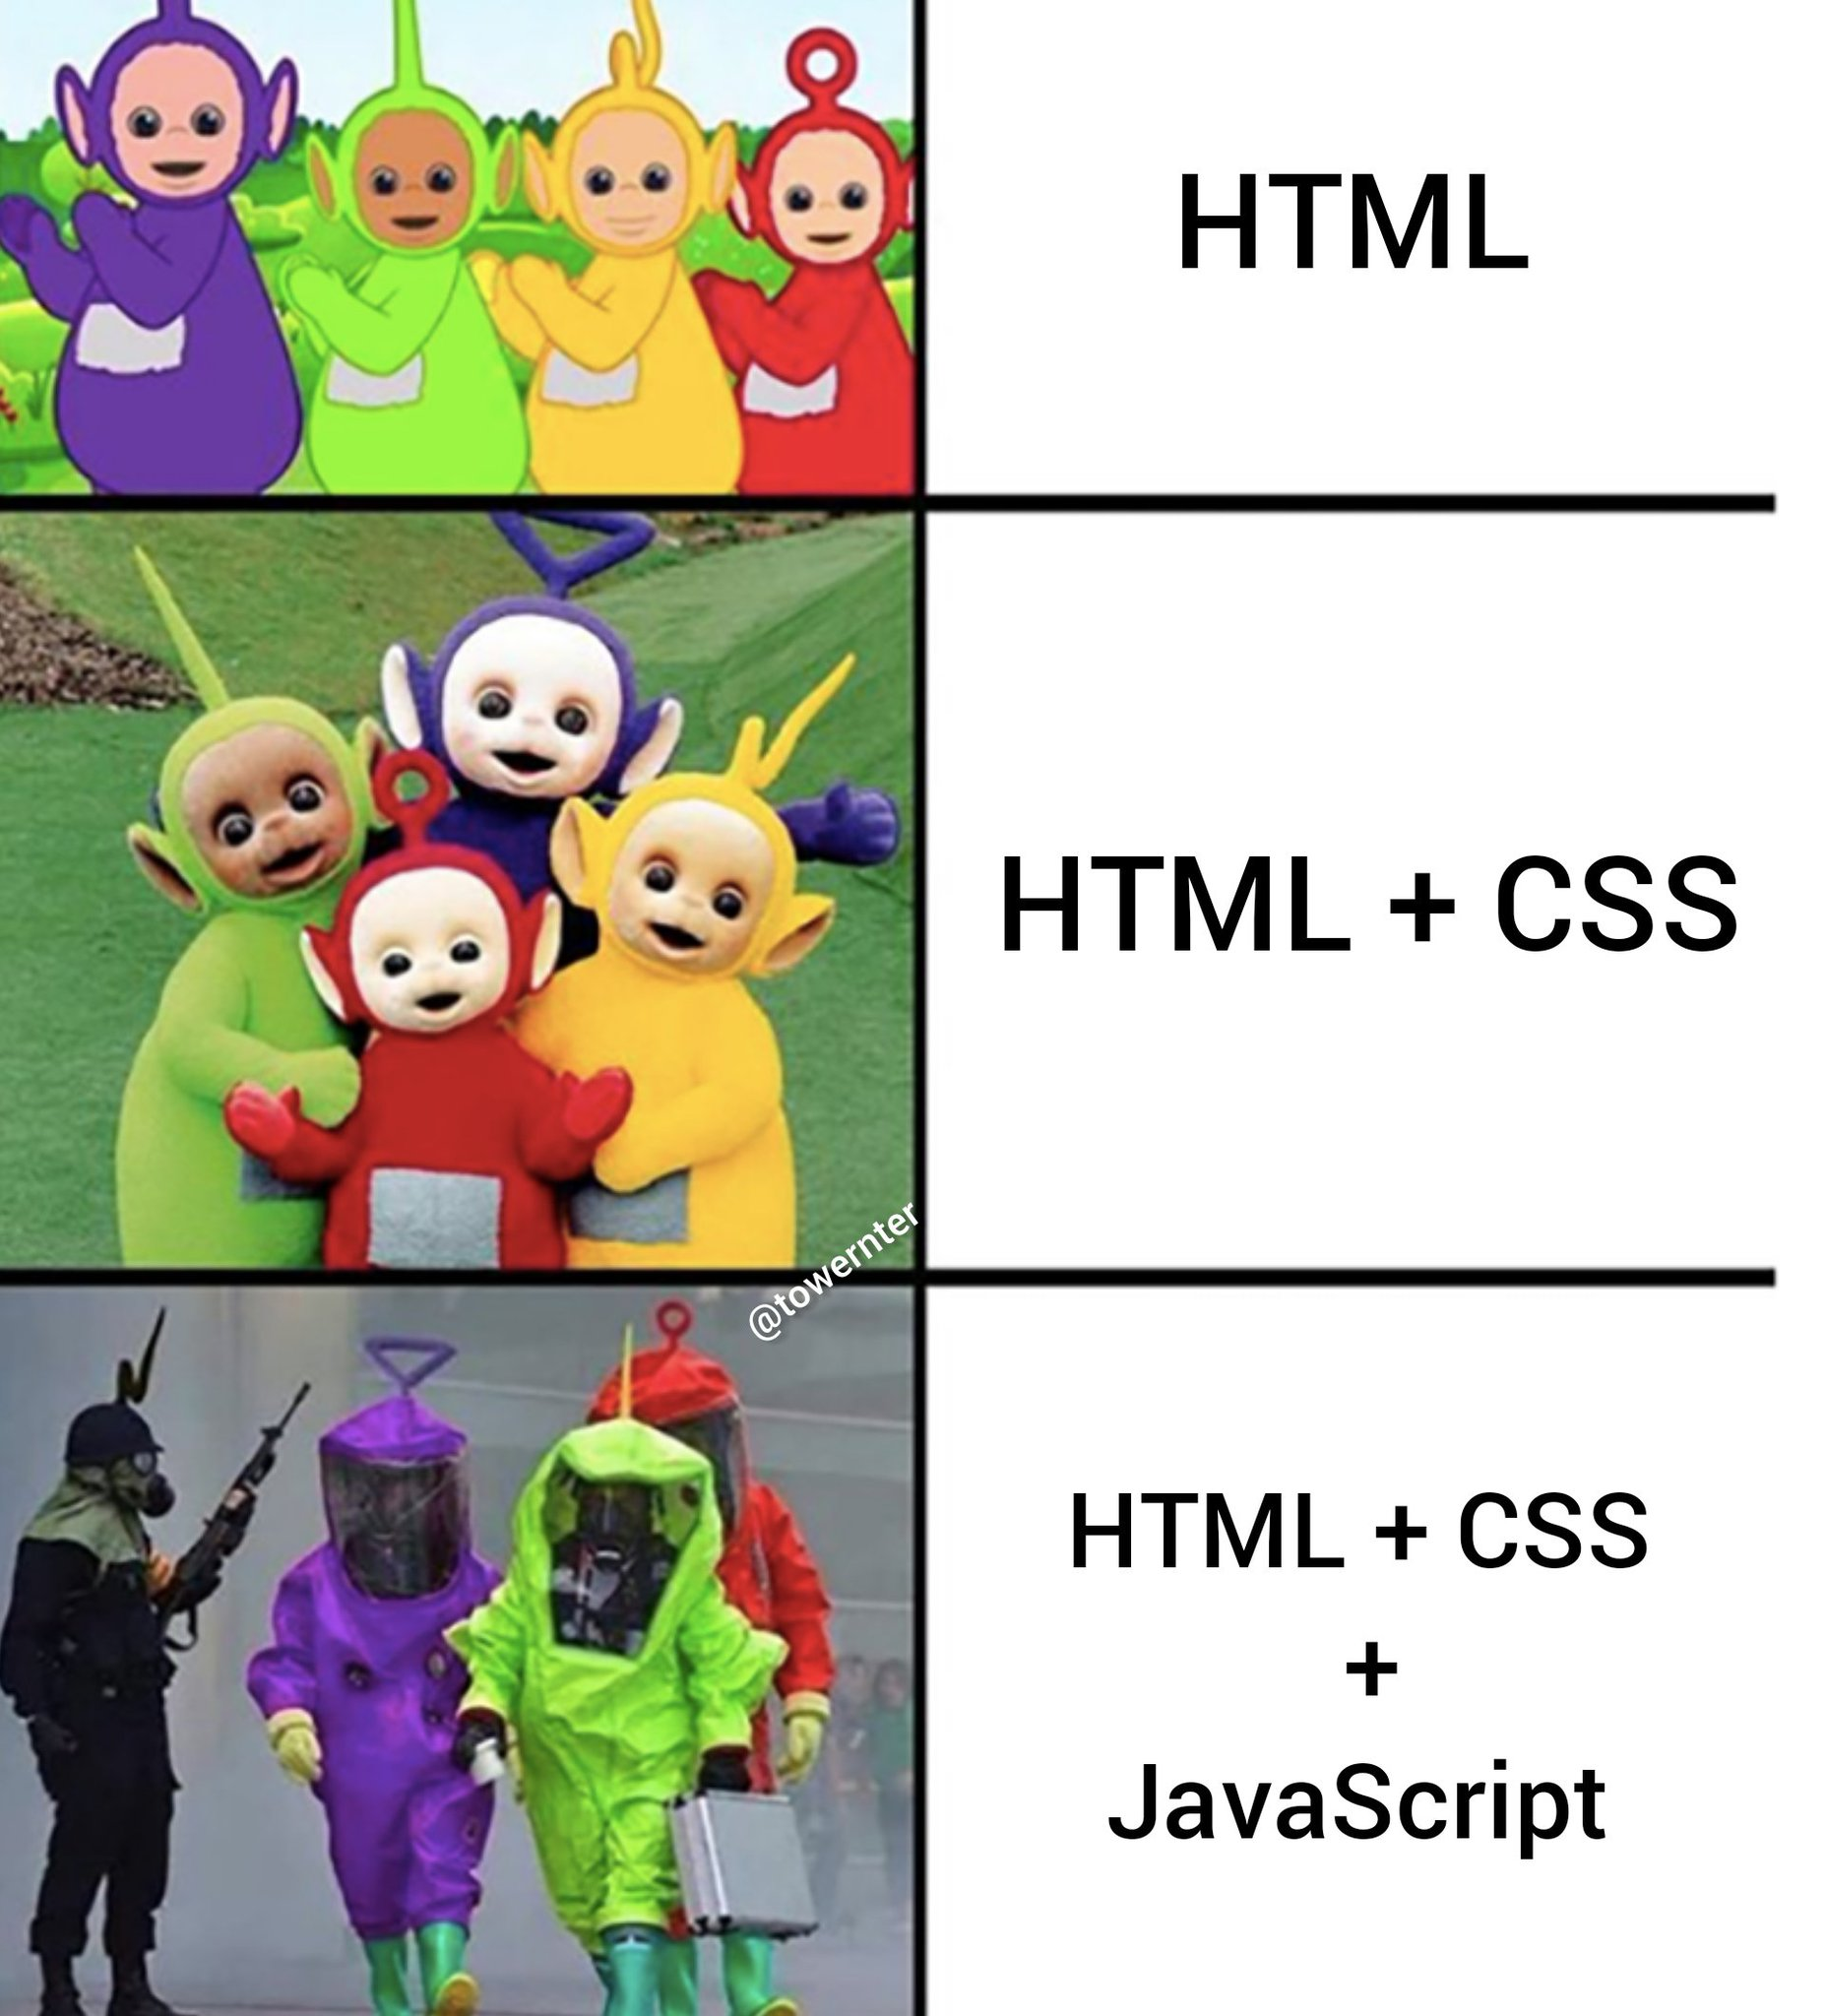 HTML
HTML + CSS
@towernter
HTML + CSS
+
JavaScript